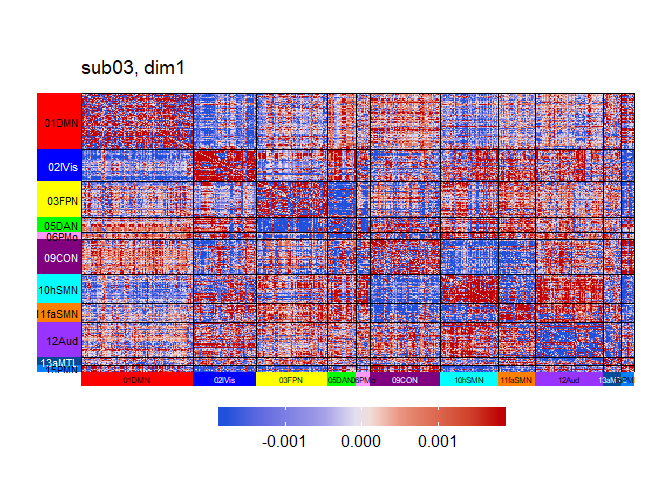 sub03, dim1
01DMN
02lVis
03FPN
05DAN
06PMo
09CON
10hSMN
11faSMN
12Aud
13aMTL
01DMN
02lVis
03FPN
05DAN
09CON
10hSMN
11faSMN
12Aud
-0.001
0.000
0.001